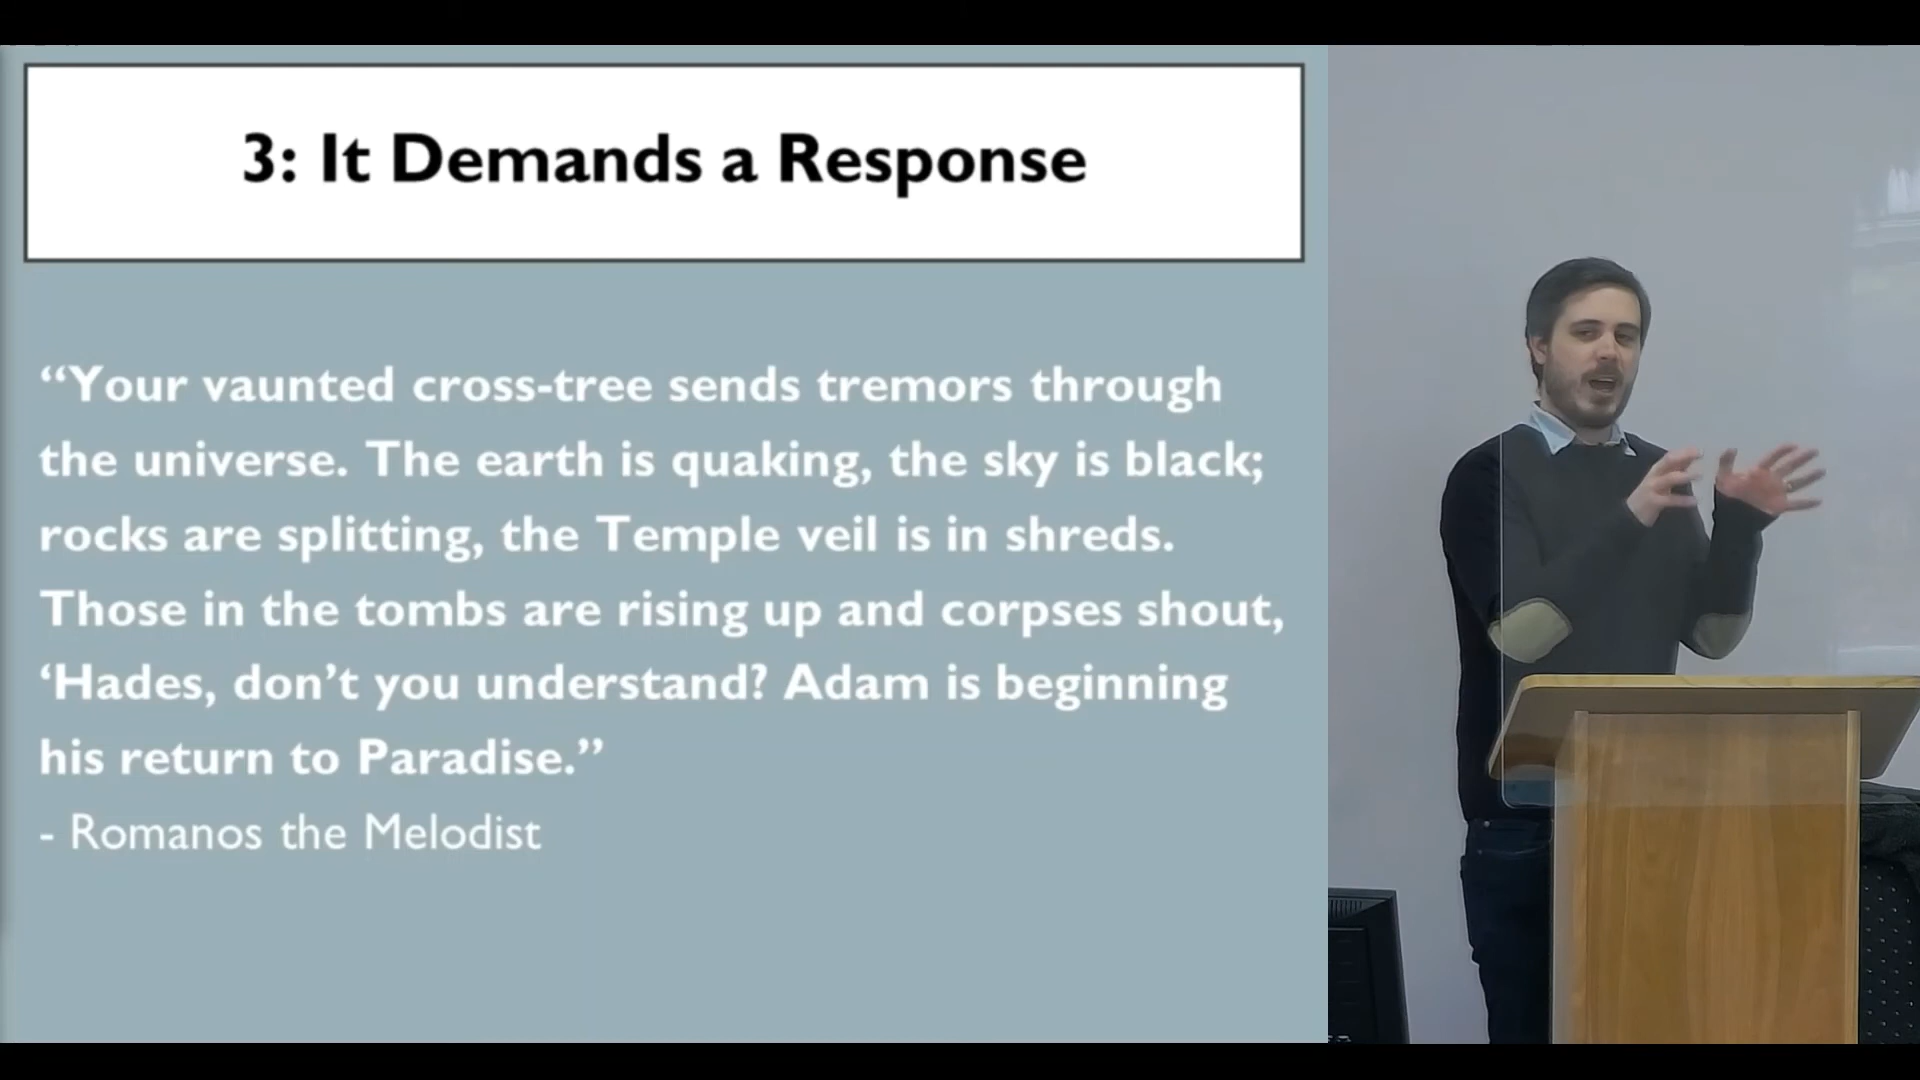 3: It Demands a Response
“Your vaunted cross-tree sends tremors through
the universe. The earth is quaking, the sky is black;
rocks are splitting, the Temple veil is in shreds.
Those in the tombs are rising up and corpses shout,
‘Hades, don’t you understand? Adam is beginning
his return to Paradise.”
- Romanos the Melodist